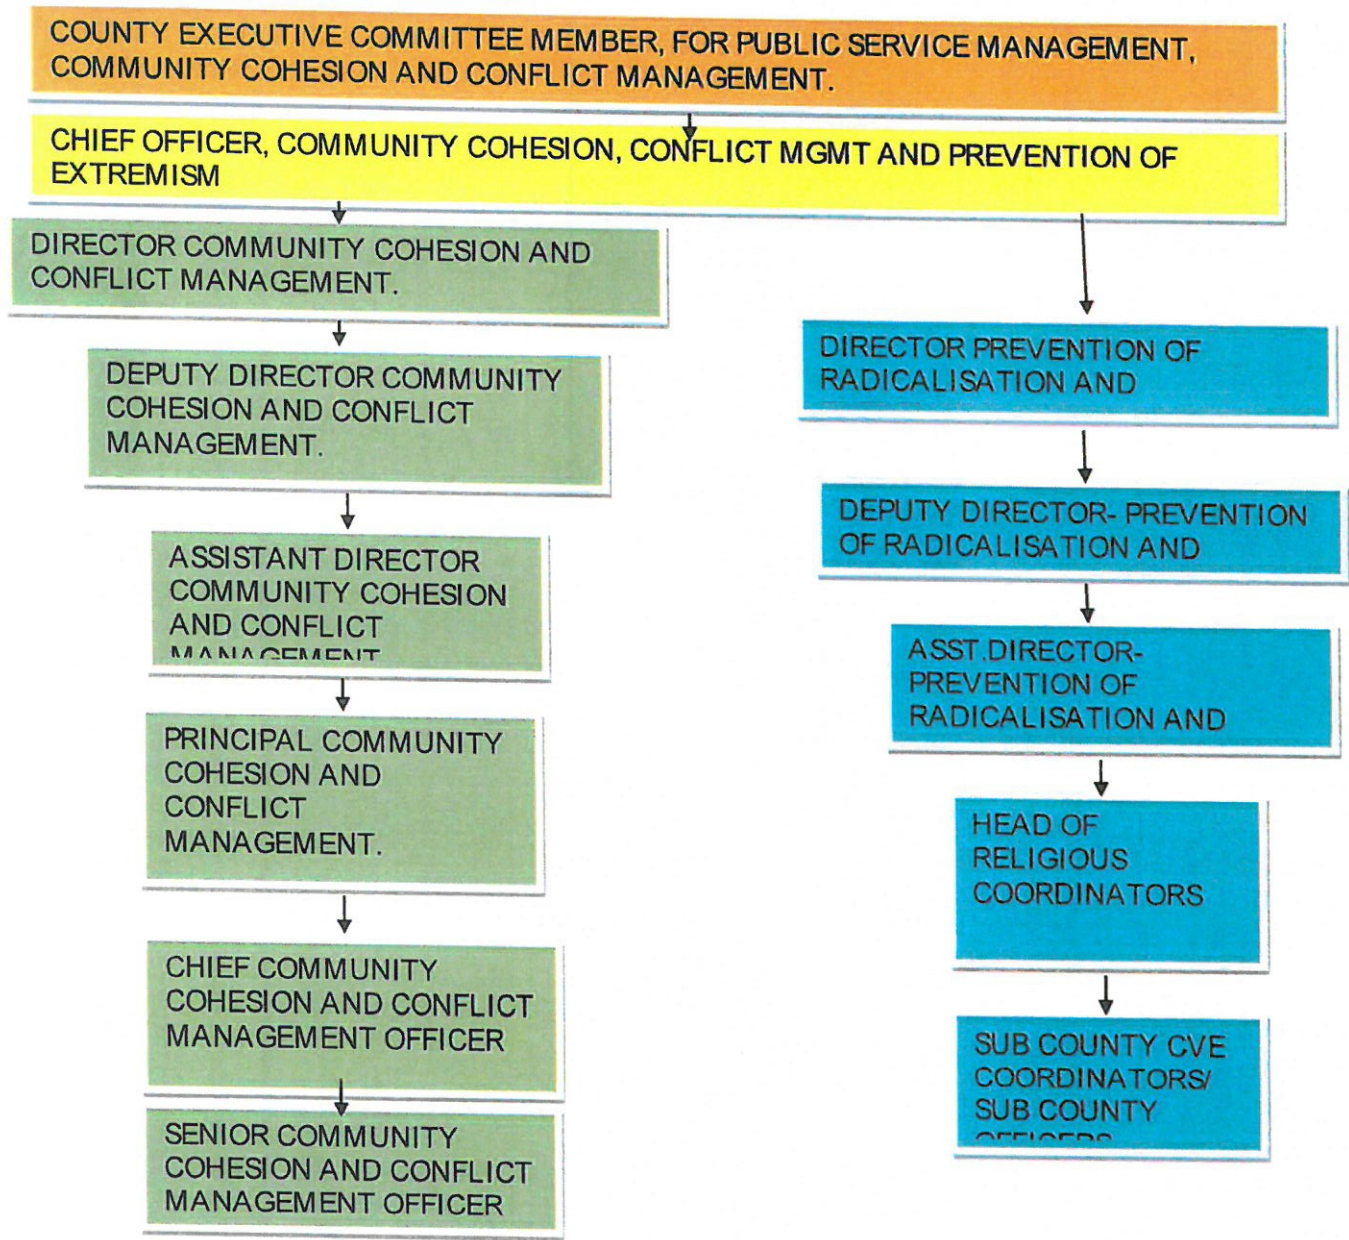 COUNTY EXECUTIVE COMMITTEE MEMBER, FOR PUBLIC SERVICE MANAGEMENT,
COMMUNITY COHESION AND CONFLICT MANAGEMENT.
CHIEF OFFICER, COMMUNITY COHESION, CONFLICT MGMT AND PREVENTION OF
EXTREMISM
DIRECTOR COMMUNITY COHESION AND
CONFLICT MANAGEMENT.
DEPUTY DIRECTOR COMMUNITY
COHESION AND CONFLICT
MANAGEMENT.
ASSISTANT DIRECTOR
COMMUNITY COHESION
AND CONFLICT
MANAGEMENT
PRINCIPAL COMMUNITY
COHESION AND
CONFLICT
MANAGEMENT.
CHIEF COMMUNITY
COHESION AND CONFLICT
MANAGEMENT OFFICER
SENIOR COMMUNITY
COHESION AND CONFLICT
MANAGEMENT OFFICER
DIRECTOR PREVENTION OF
RADICALISATION AND
DEPUTY DIRECTOR- PREVENTION
OF RADICALISATION AND
ASST.DIRECTOR-
PREVENTION OF
RADICALISATION AND
HEAD OF
RELIGIOUS
COORDINATORS
SUB COUNTY CVE
COORDINATORS/
SUB COUNTY
OFFICERS